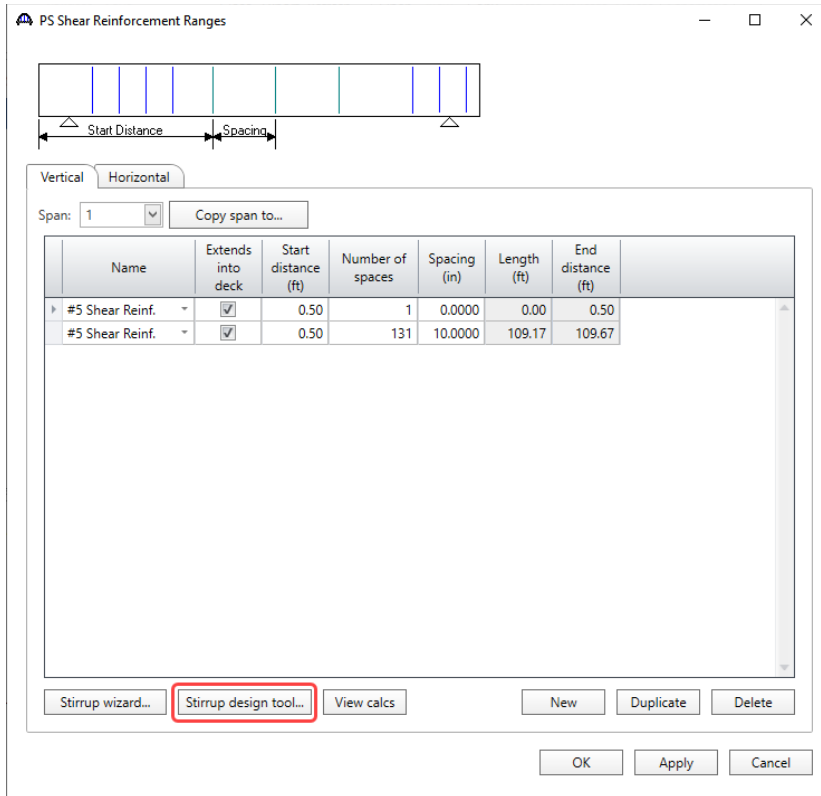 PS Shear Reinforcement Ranges
Start Distance Spacing
Vertical Horizontal
Span: 1 Copy span to...
Name Extends into deck Start distance (ft) Number of spaces Spacing (in) Length (ft) End distance (ft)
#5 Shear Reinf. 0.50 1 0.0000 0.00 0.50
#5 Shear Reinf. 0.50 131 10.0000 109.17 109.67
Stirrup wizard... Stirrup design tool... View calcs New Duplicate Delete
OK Apply Cancel